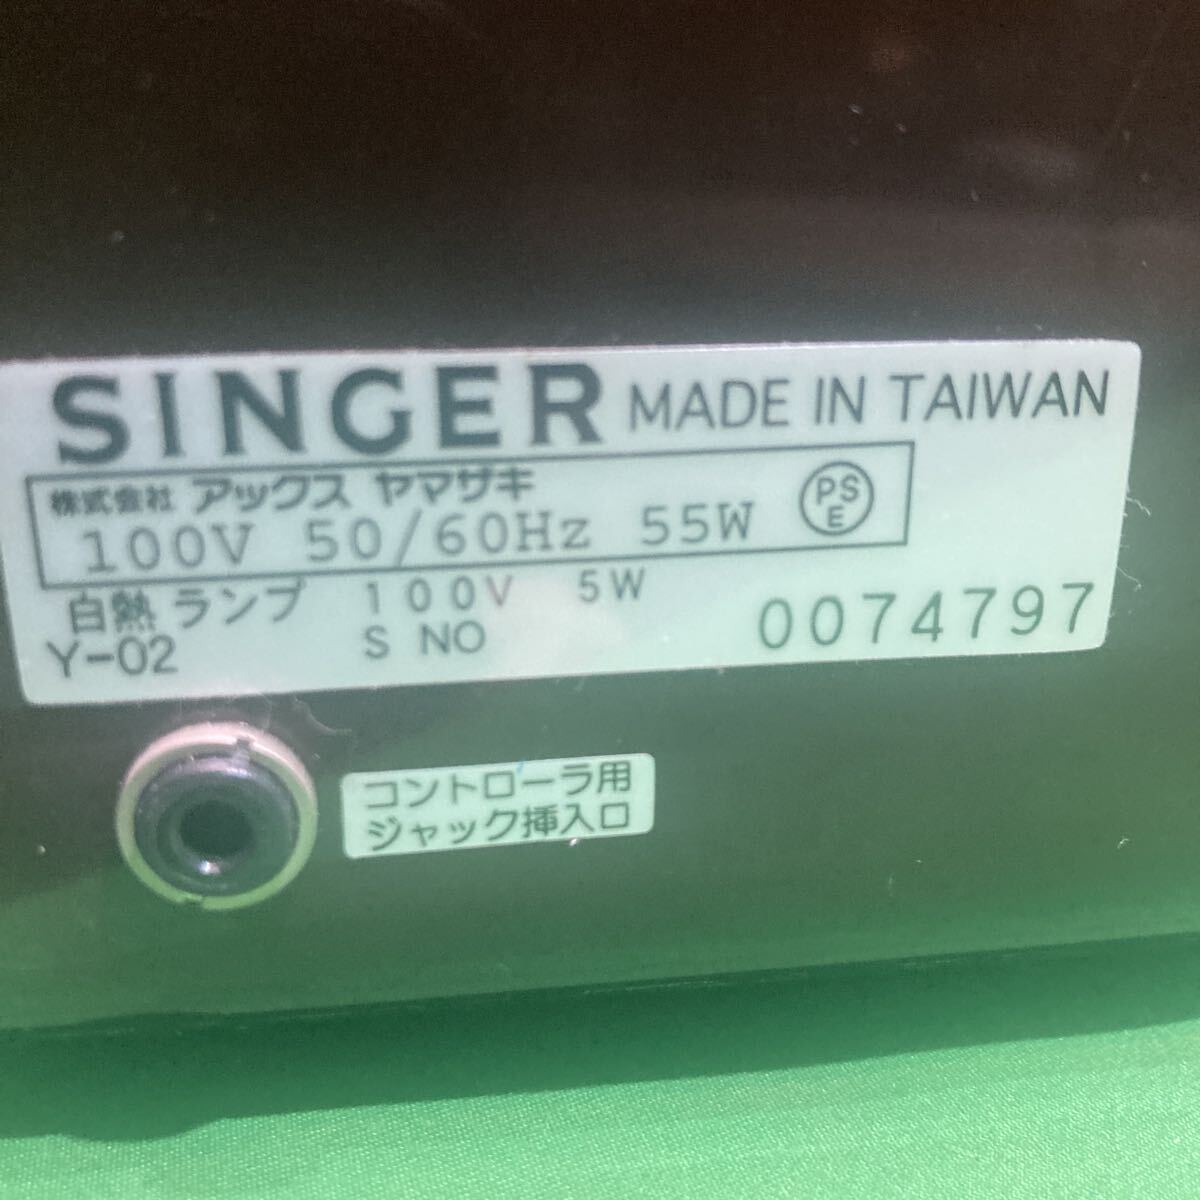 SINGER MADE IN TAIWAN
株式会社 アックス ヤマザキ
100V 50/60Hz 55W PSE
白熱ランプ 100V 5W
Y-02 S NO 0074797
コントローラ用
ジャック挿入口